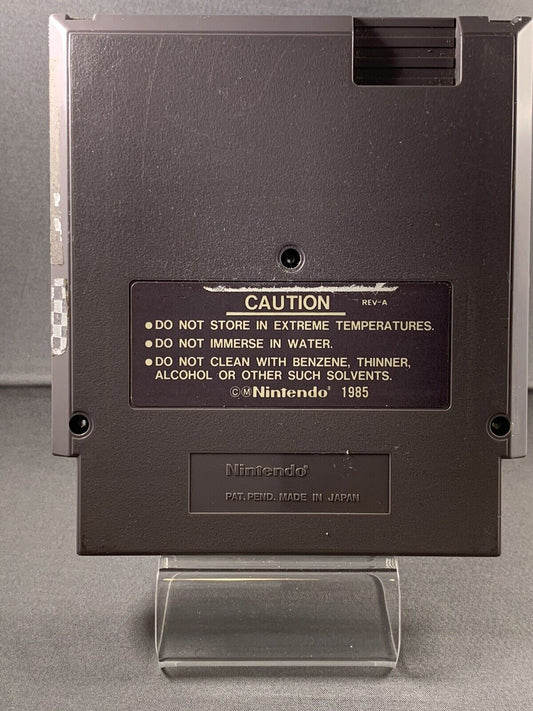 CAUTION REV-A
● DO NOT STORE IN EXTREME TEMPERATURES.
● DO NOT IMMERSE IN WATER.
● DO NOT CLEAN WITH BENZENE, THINNER,
ALCOHOL OR OTHER SUCH SOLVENTS.
©Ⓜ Nintendo® 1985
Nintendo®
PAT. PEND. MADE IN JAPAN